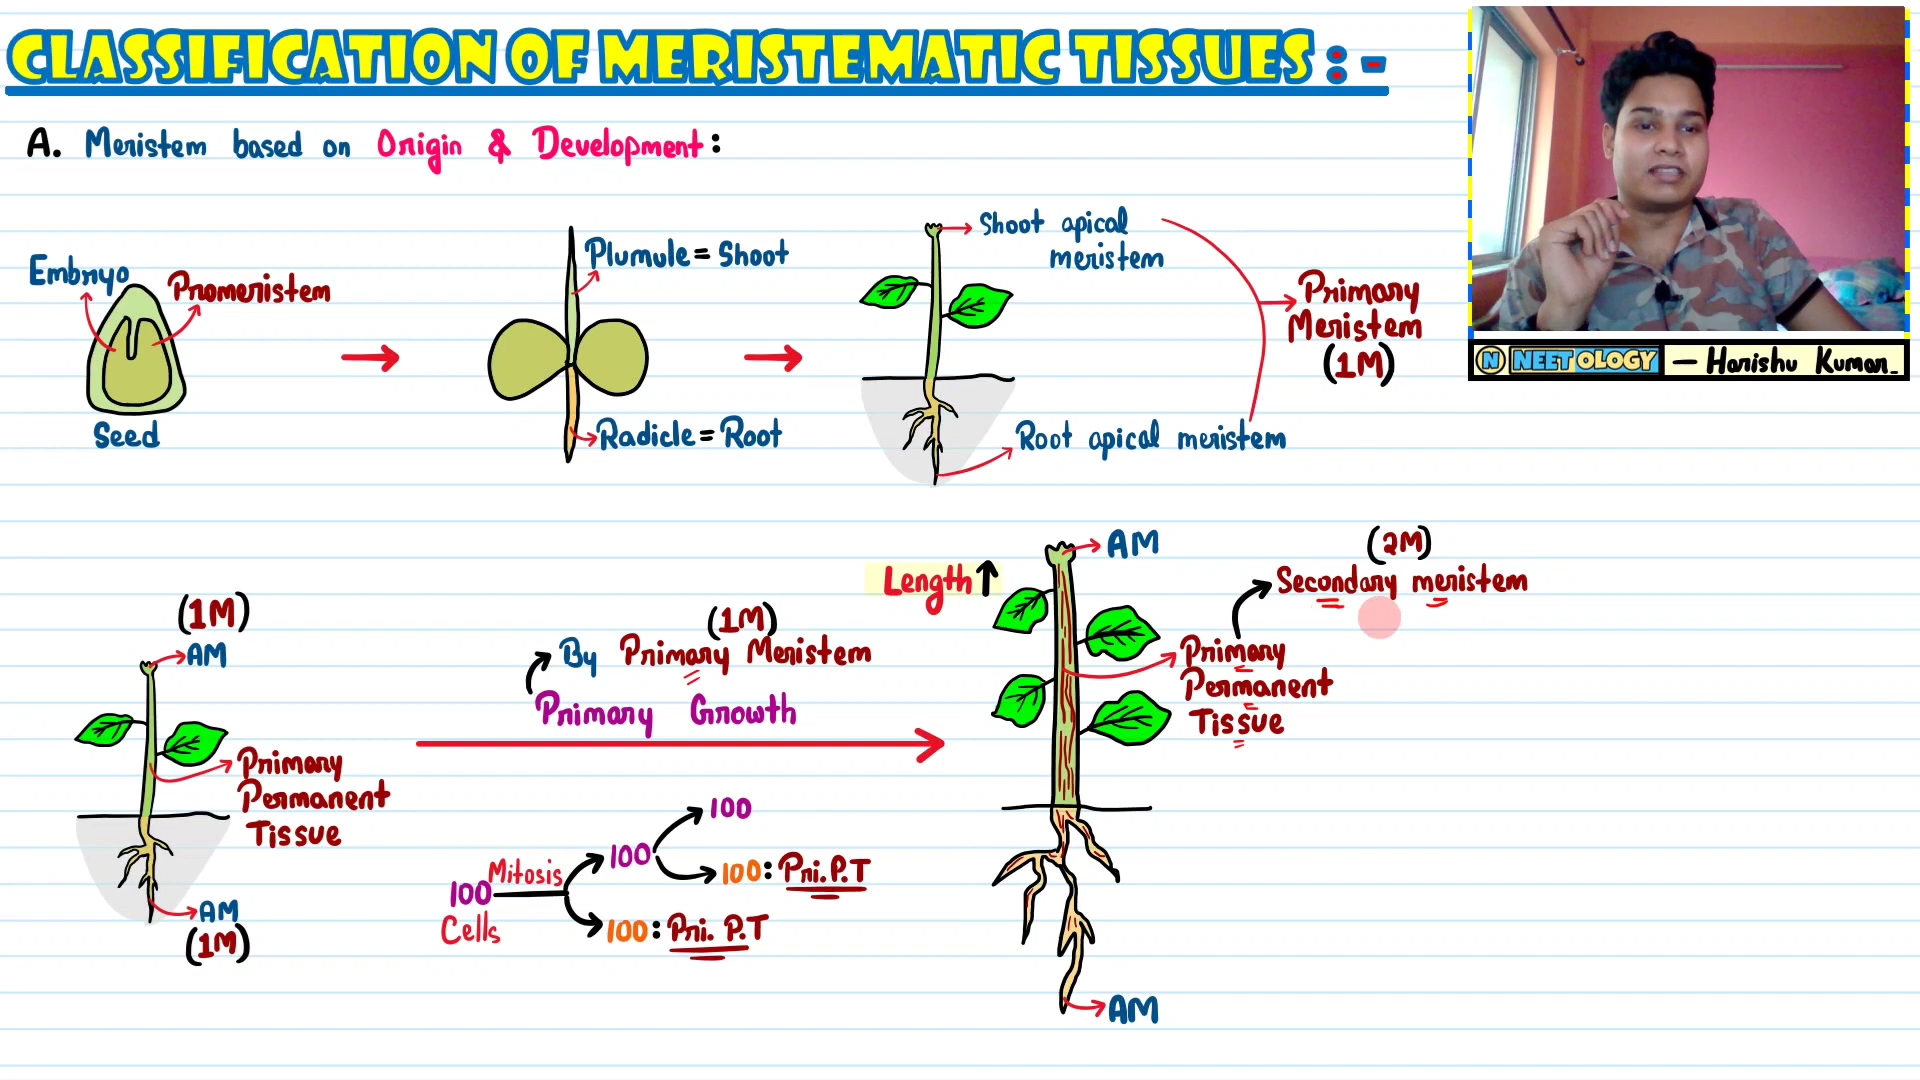 CLASSIFICATION OF MERISTEMATIC TISSUES : -
A. Meristem based on Origin & Development :
Embryo
Promeristem
Seed
Plumule = Shoot
Radicle = Root
Shoot apical
meristem
Root apical meristem
Primary
Meristem
(1M)
N NEETOLOGY — Harishu Kumar_
(1M)
AM
Primary
Permanent
Tissue
AM
(1M)
(1M)
By Primary Meristem
Primary Growth
100
Cells
Mitosis
100
100
100 : Pri. P.T
100 : Pri. P.T
Length ↑
AM
(2M)
Secondary meristem
Primary
Permanent
Tissue
AM